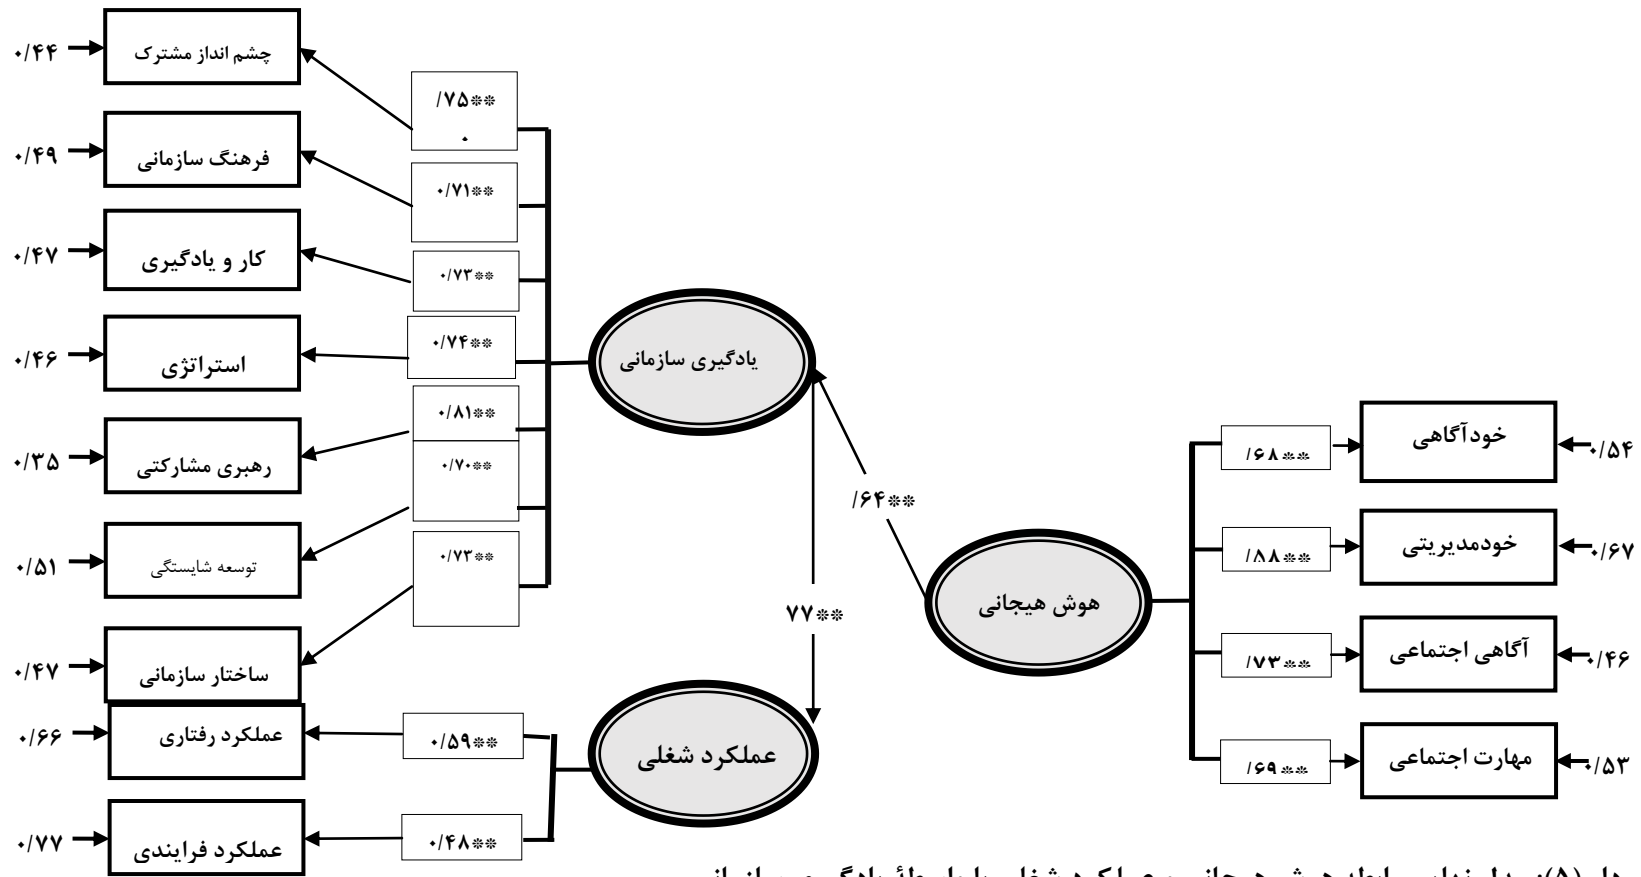 ۰/۴۴
چشم انداز مشترک
/۷۵**
۰
۰/۴۹
فرهنگ سازمانی
۰/۷۱**
۰/۴۷
کار و یادگیری
۰/۷۳**
۰/۴۶
استراتژی
۰/۷۴**
یادگیری سازمانی
۰/۳۵
رهبری مشارکتی
۰/۸۱**
۰/۷۰**
۰/۵۱
توسعه شایستگی
۰/۷۳**
۰/۴۷
ساختار سازمانی
/۶۴**
۷۷**
هوش هیجانی
/۶۸**
خودآگاهی
۰/۵۴
/۸۸**
خودمدیریتی
۰/۶۷
/۷۳**
آگاهی اجتماعی
۰/۴۶
/۶۹**
مهارت اجتماعی
۰/۵۳
۰/۶۶
عملکرد رفتاری
۰/۵۹**
عملکرد شغلی
۰/۷۷
عملکرد فرایندی
۰/۴۸**